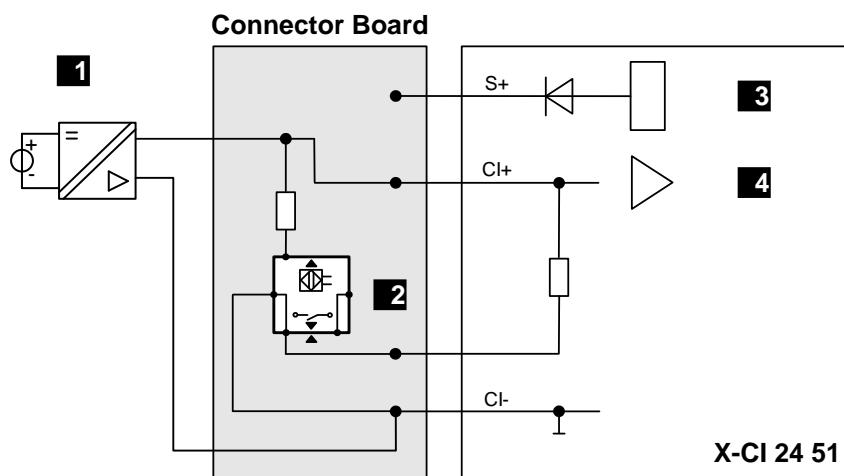 Connector Board
1
S+
3
=
+
-
CI+
4
2
CI-
X-CI 24 51